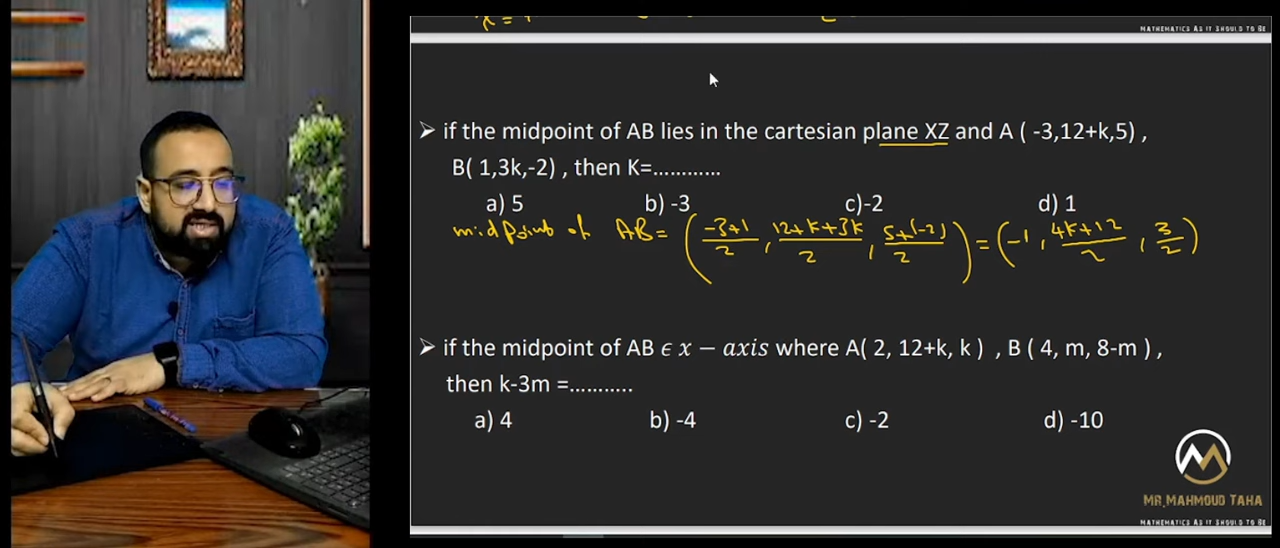 MATHEMATICS AS IT SHOULD TO BE
➢ if the midpoint of AB lies in the cartesian plane XZ and A ( -3,12+k,5) ,
B( 1,3k,-2) , then K=............
a) 5 b) -3 c)-2 d) 1
midpoint of AB = ( -3+1/2 , 12+k+3k/2 , 5+(-2)/2 ) = ( -1 , 4k+12/2 , 3/2 )
➢ if the midpoint of AB ϵ x − axis where A( 2, 12+k, k ) , B ( 4, m, 8-m ) ,
then k-3m =...........
a) 4 b) -4 c) -2 d) -10
MR.MAHMOUD TAHA
MATHEMATICS AS IT SHOULD TO BE